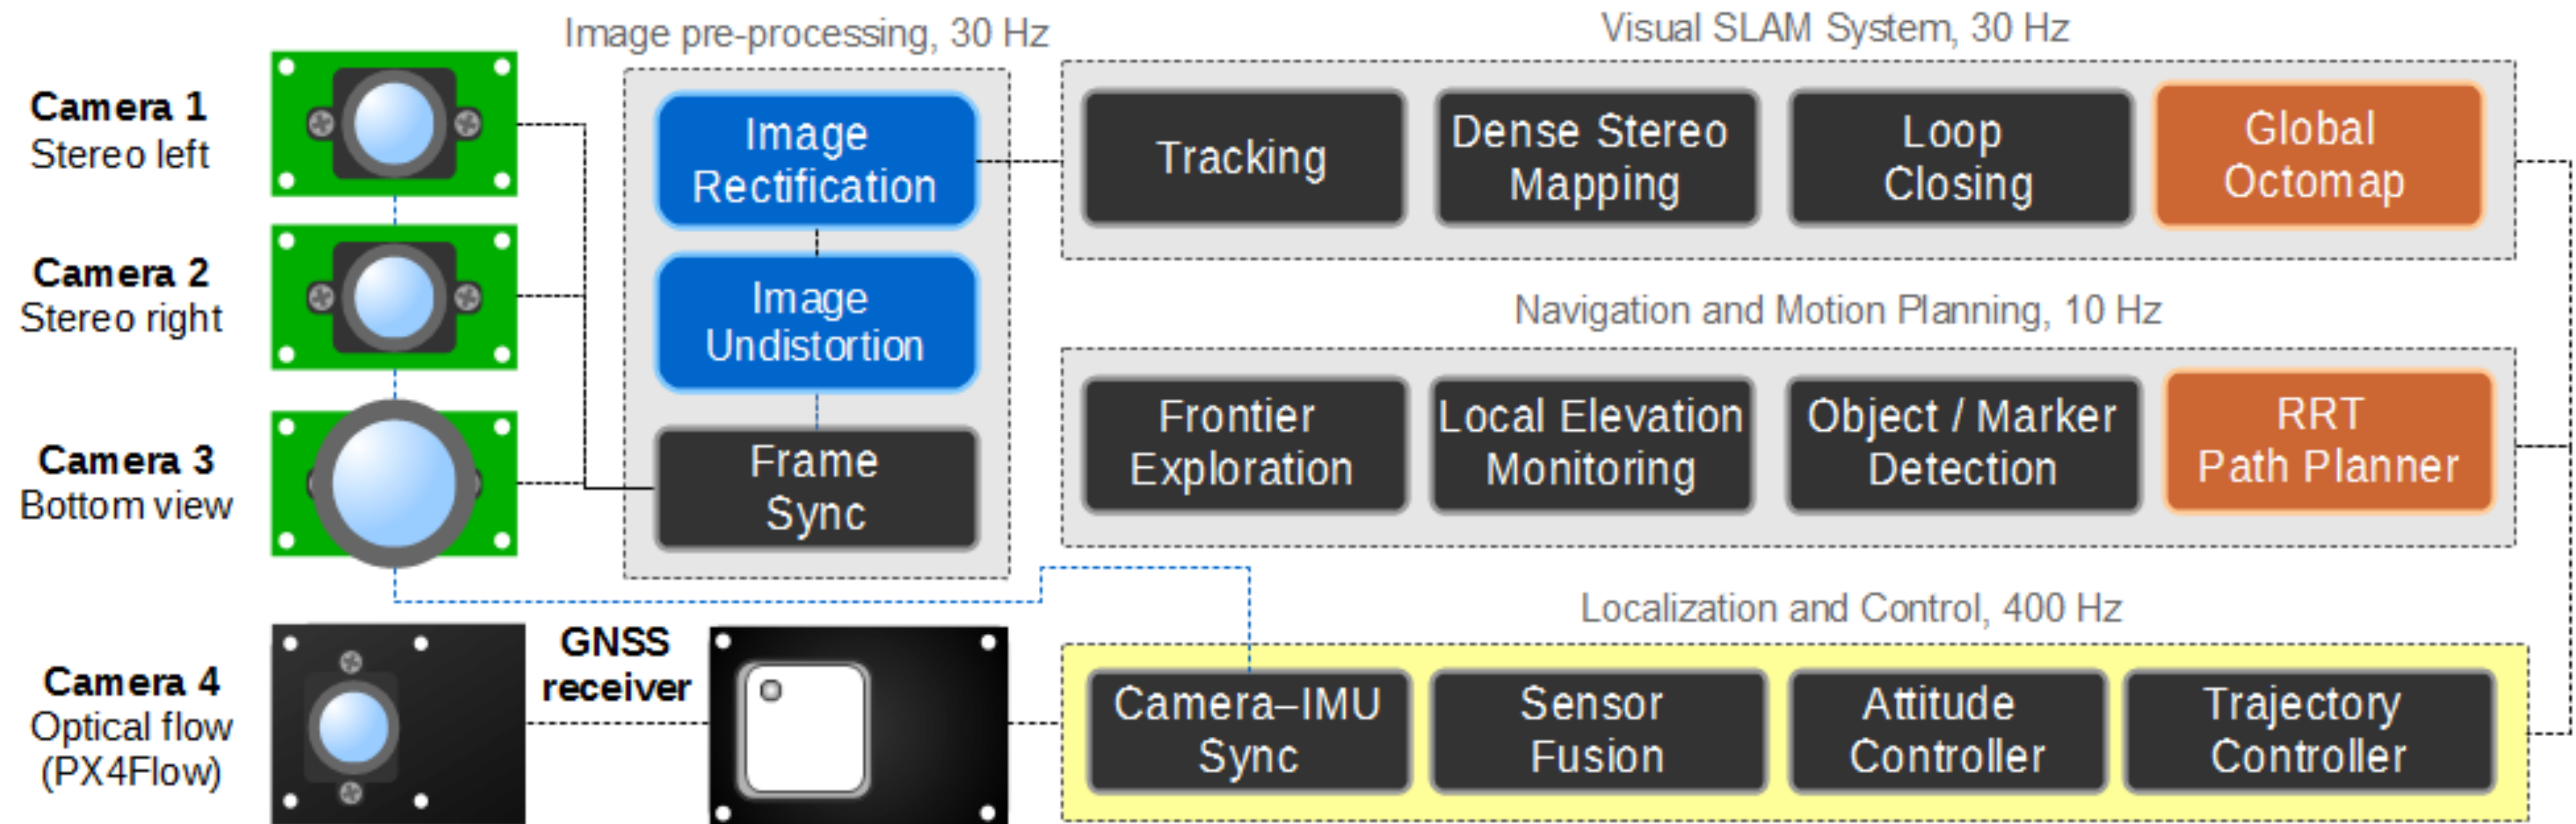 Image pre-processing, 30 Hz
Visual SLAM System, 30 Hz
Camera 1
Stereo left
Image
Rectification
Tracking
Dense Stereo
Mapping
Loop
Closing
Global
Octomap
Camera 2
Stereo right
Image
Undistortion
Navigation and Motion Planning, 10 Hz
Camera 3
Bottom view
Frame
Sync
Frontier
Exploration
Local Elevation
Monitoring
Object / Marker
Detection
RRT
Path Planner
Localization and Control, 400 Hz
Camera 4
Optical flow
(PX4Flow)
GNSS
receiver
Camera–IMU
Sync
Sensor
Fusion
Attitude
Controller
Trajectory
Controller